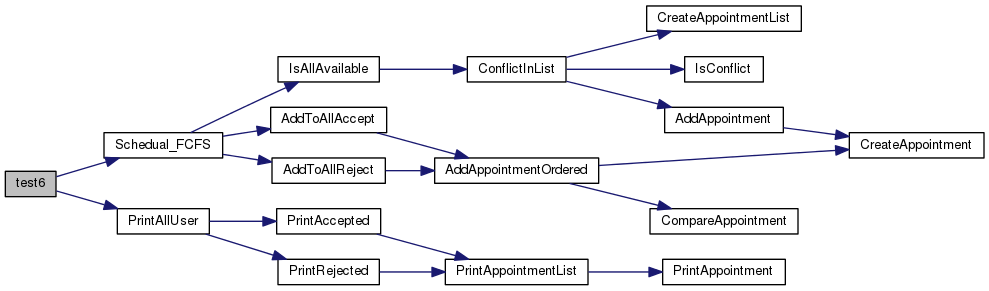 CreateAppointmentList
IsAllAvailable
ConflictInList
IsConflict
AddToAllAccept
AddAppointment
Schedual_FCFS
CreateAppointment
AddToAllReject
AddAppointmentOrdered
test6
PrintAllUser
PrintAccepted
CompareAppointment
PrintRejected
PrintAppointmentList
PrintAppointment